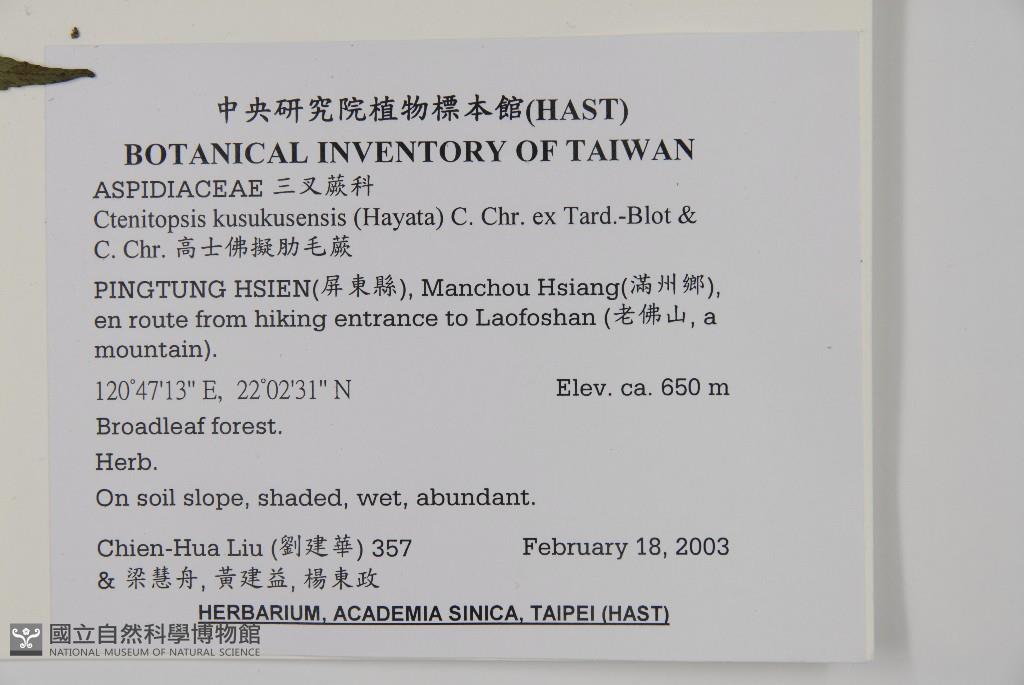 中央研究院植物標本館(HAST)
BOTANICAL INVENTORY OF TAIWAN
ASPIDIACEAE 三叉蕨科
Ctenitopsis kusukusensis (Hayata) C. Chr. ex Tard.-Blot &
C. Chr. 高士佛擬肋毛蕨
PINGTUNG HSIEN(屏東縣), Manchou Hsiang(滿州鄉),
en route from hiking entrance to Laofoshan (老佛山, a
mountain).
120°47'13" E, 22°02'31" N Elev. ca. 650 m
Broadleaf forest.
Herb.
On soil slope, shaded, wet, abundant.
Chien-Hua Liu (劉建華) 357 February 18, 2003
& 梁慧舟, 黃建益, 楊東政
HERBARIUM, ACADEMIA SINICA, TAIPEI (HAST)
國立自然科學博物館
NATIONAL MUSEUM OF NATURAL SCIENCE